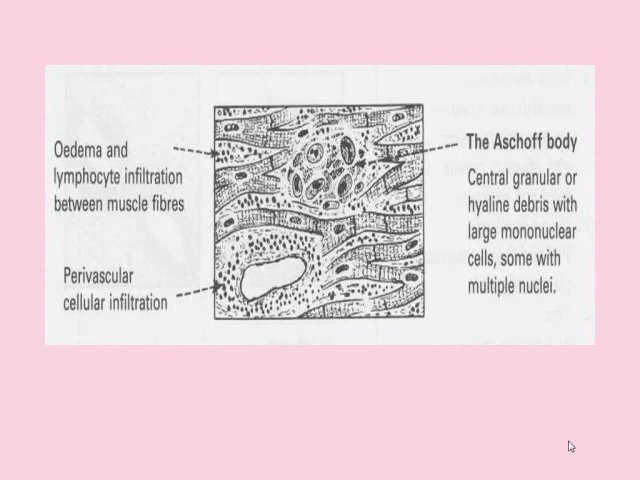 Oedema and
lymphocyte infiltration
between muscle fibres
Perivascular
cellular infiltration
The Aschoff body
Central granular or
hyaline debris with
large mononuclear
cells, some with
multiple nuclei.